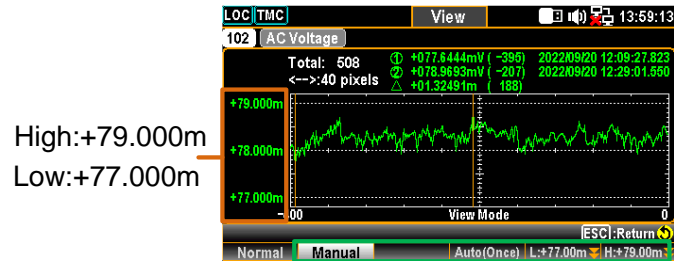 LOC TMC View 13:59:13
102 AC Voltage
Total: 508 ① +077.6444mV ( -395) 2022/09/20 12:09:27.823
<-->:40 pixels ② +078.9693mV ( -207) 2022/09/20 12:29:01.550
△ +01.32491m ( 188)
+79.000m
High:+79.000m
+78.000m
Low:+77.000m
+77.000m
-400 View Mode 0
ESC :Return
Normal Manual Auto(Once) L:+77.00m H:+79.00m